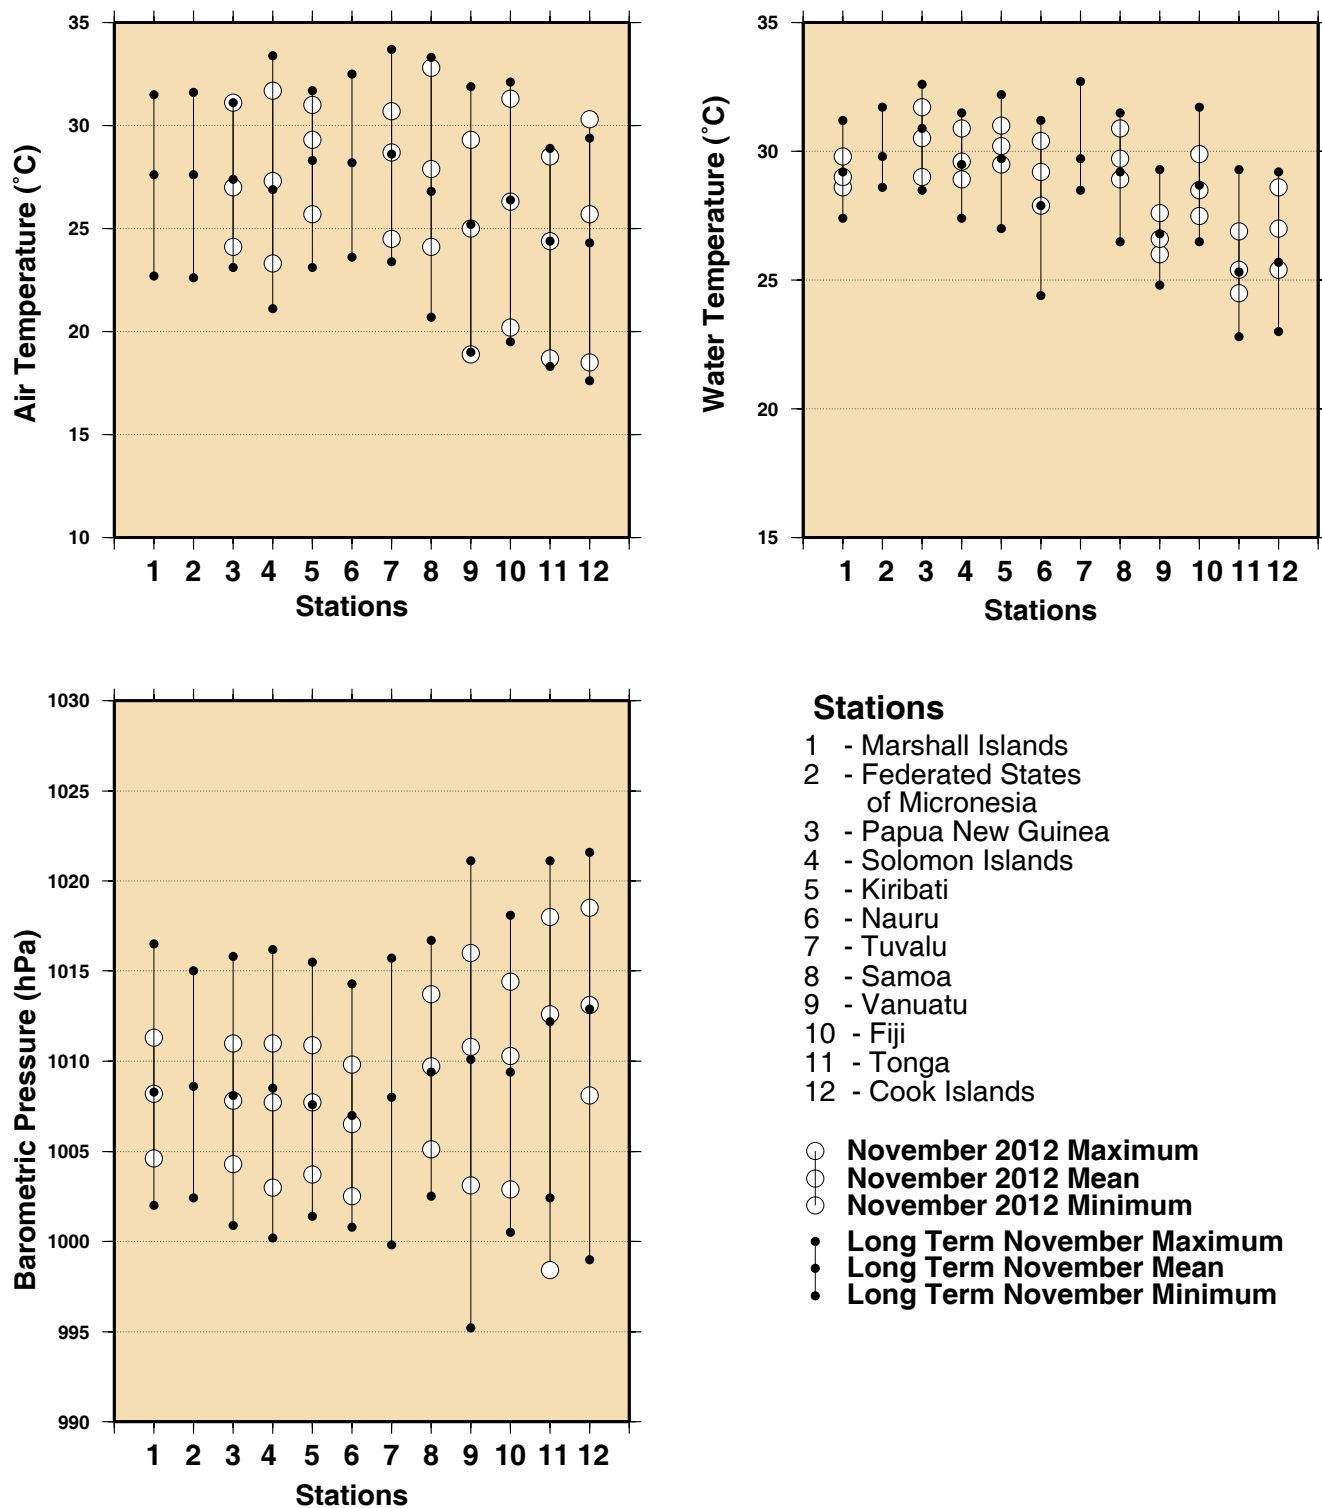 35
30
25
20
15
10
Air Temperature (˚C)
1 2 3 4 5 6 7 8 9 10 11 12
Stations
35
30
25
20
15
Water Temperature (˚C)
1 2 3 4 5 6 7 8 9 10 11 12
Stations
1030
1025
1020
1015
1010
1005
1000
995
990
Barometric Pressure (hPa)
1 2 3 4 5 6 7 8 9 10 11 12
Stations
Stations
1 - Marshall Islands
2 - Federated States
of Micronesia
3 - Papua New Guinea
4 - Solomon Islands
5 - Kiribati
6 - Nauru
7 - Tuvalu
8 - Samoa
9 - Vanuatu
10 - Fiji
11 - Tonga
12 - Cook Islands
November 2012 Maximum
November 2012 Mean
November 2012 Minimum
Long Term November Maximum
Long Term November Mean
Long Term November Minimum